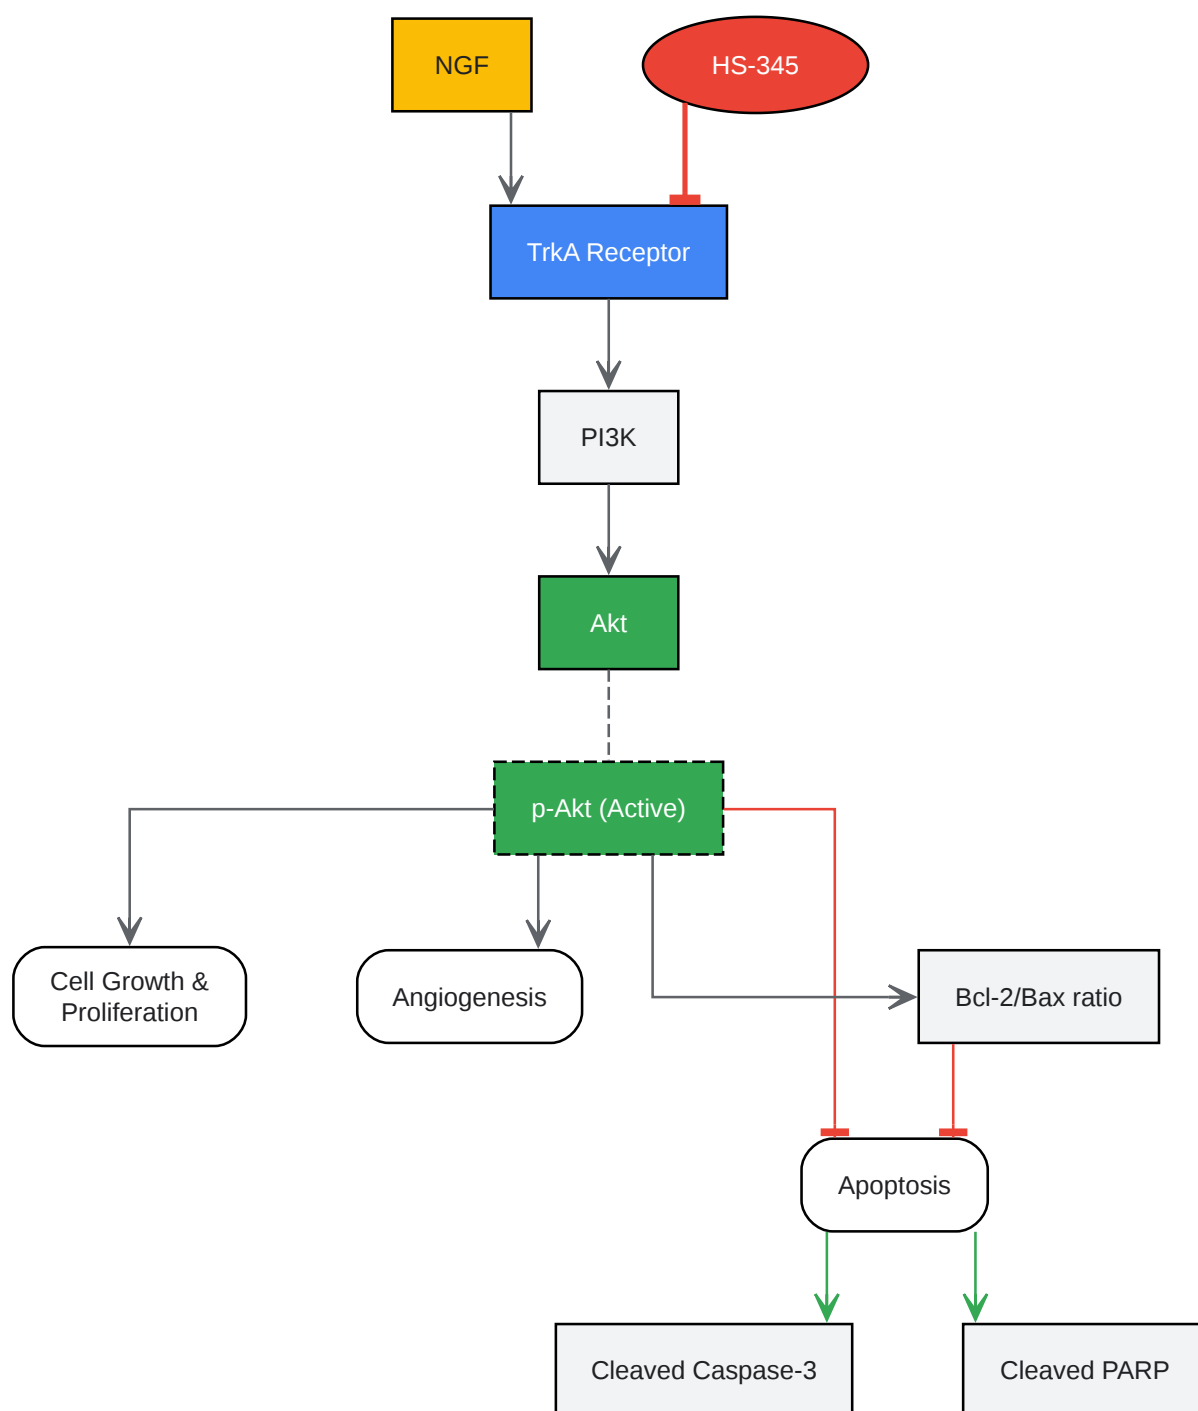 NGF
HS-345
TrkA Receptor
PI3K
Akt
p-Akt (Active)
Cell Growth &
Proliferation
Angiogenesis
Bcl-2/Bax ratio
Apoptosis
Cleaved Caspase-3
Cleaved PARP